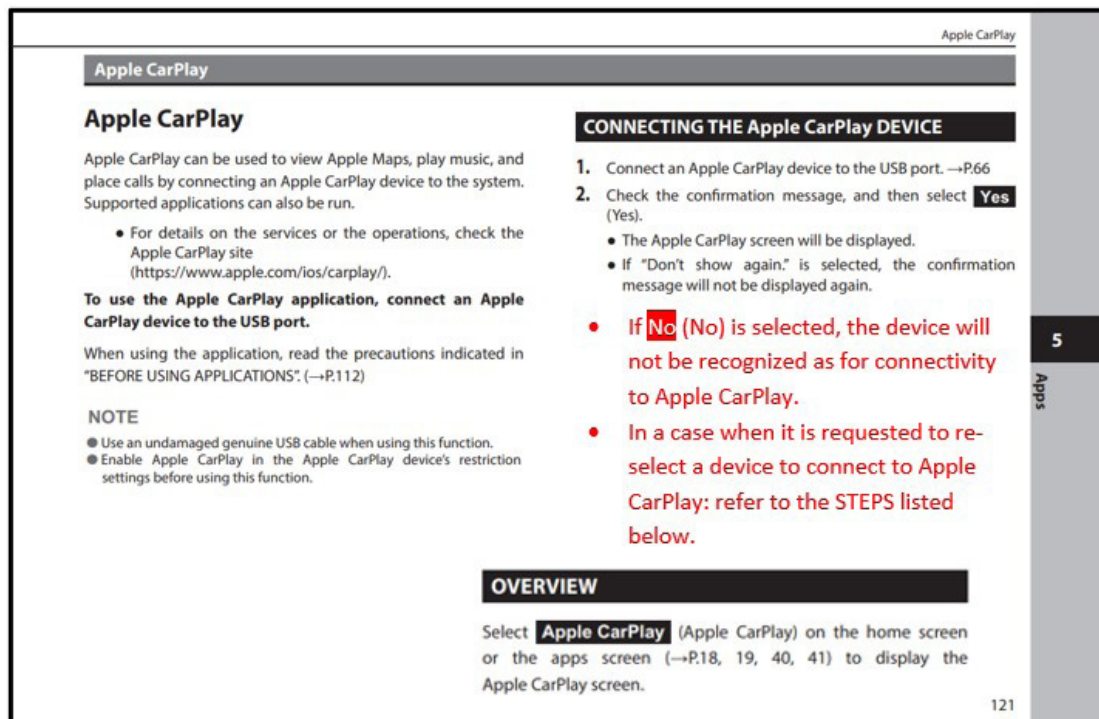 Apple CarPlay
Apple CarPlay
Apple CarPlay
Apple CarPlay can be used to view Apple Maps, play music, and
place calls by connecting an Apple CarPlay device to the system.
Supported applications can also be run.
● For details on the services or the operations, check the
Apple CarPlay site
(https://www.apple.com/ios/carplay/).
To use the Apple CarPlay application, connect an Apple
CarPlay device to the USB port.
When using the application, read the precautions indicated in
"BEFORE USING APPLICATIONS". (→P.112)
NOTE
● Use an undamaged genuine USB cable when using this function.
● Enable Apple CarPlay in the Apple CarPlay device's restriction
settings before using this function.
CONNECTING THE Apple CarPlay DEVICE
1. Connect an Apple CarPlay device to the USB port. →P.66
2. Check the confirmation message, and then select Yes
(Yes).
● The Apple CarPlay screen will be displayed.
● If "Don't show again." is selected, the confirmation
message will not be displayed again.
● If No (No) is selected, the device will
not be recognized as for connectivity
to Apple CarPlay.
● In a case when it is requested to re-
select a device to connect to Apple
CarPlay: refer to the STEPS listed
below.
OVERVIEW
Select Apple CarPlay (Apple CarPlay) on the home screen
or the apps screen (→P.18, 19, 40, 41) to display the
Apple CarPlay screen.
5
Apps
121